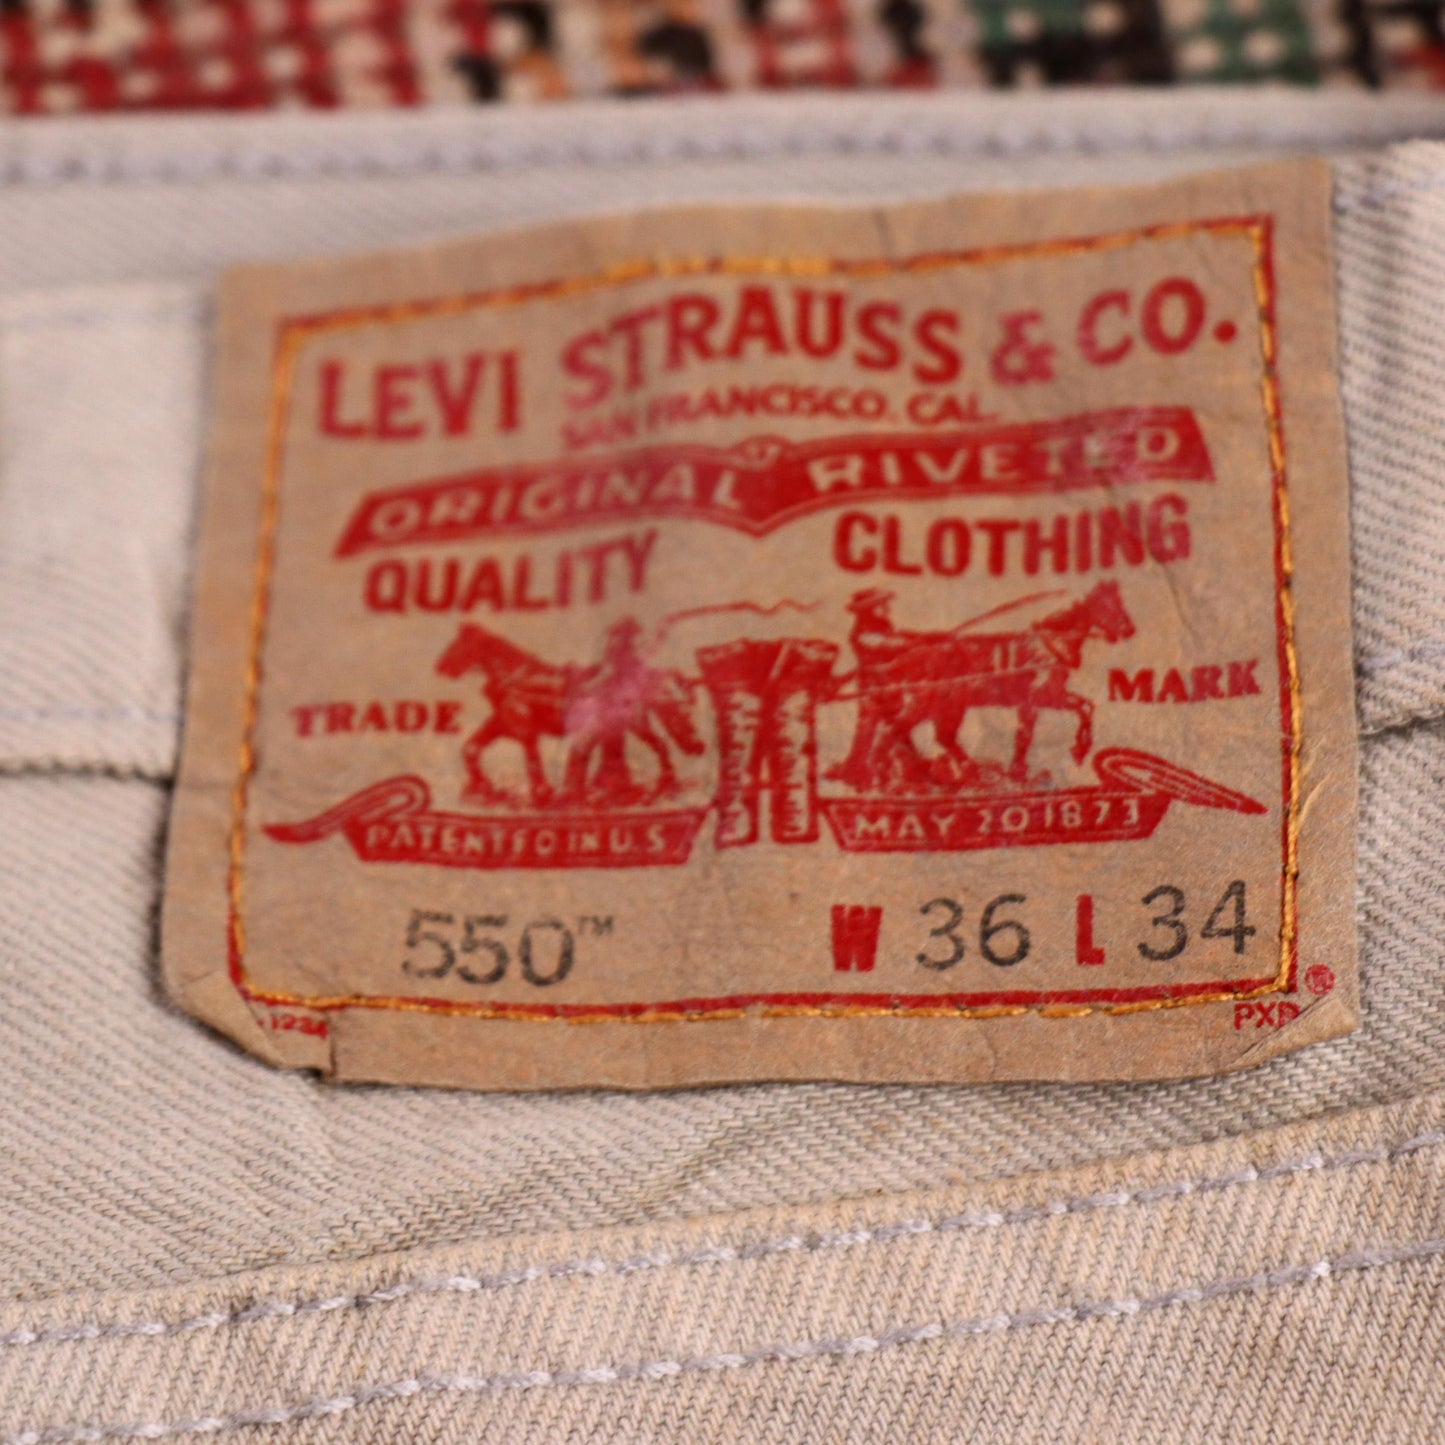 LEVI STRAUSS & CO.
SAN FRANCISCO, CAL.
ORIGINAL RIVETED
QUALITY CLOTHING
TRADE MARK
PATENTED IN U.S. MAY 20 1873
550™ W 36 L 34
®
1234